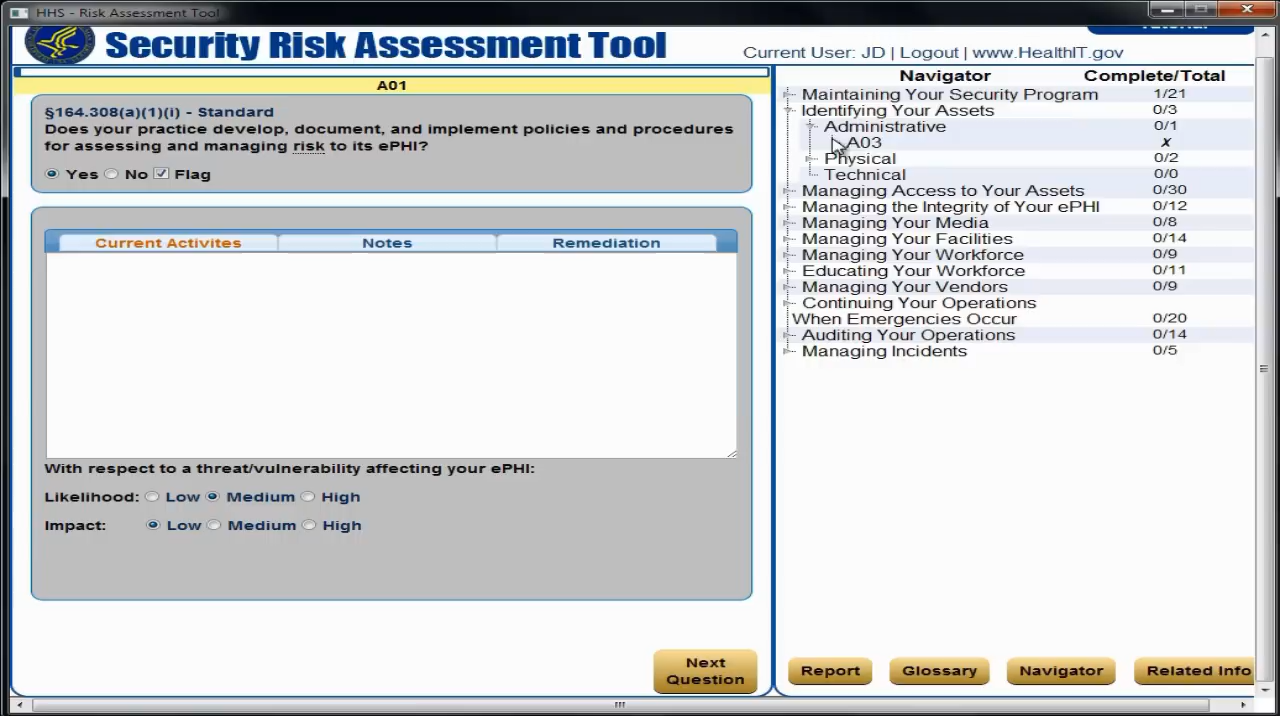 HHS - Risk Assessment Tool
Security Risk Assessment Tool
Current User: JD | Logout | www.HealthIT.gov
A01
§164.308(a)(1)(i) - Standard
Does your practice develop, document, and implement policies and procedures
for assessing and managing risk to its ePHI?
Yes No Flag
Current Activites Notes Remediation
With respect to a threat/vulnerability affecting your ePHI:
Likelihood: Low Medium High
Impact: Low Medium High
Next
Question
Navigator Complete/Total
Maintaining Your Security Program 1/21
Identifying Your Assets 0/3
Administrative 0/1
A03 x
Physical 0/2
Technical 0/0
Managing Access to Your Assets 0/30
Managing the Integrity of Your ePHI 0/12
Managing Your Media 0/8
Managing Your Facilities 0/14
Managing Your Workforce 0/9
Educating Your Workforce 0/11
Managing Your Vendors 0/9
Continuing Your Operations
When Emergencies Occur 0/20
Auditing Your Operations 0/14
Managing Incidents 0/5
Report Glossary Navigator Related Info